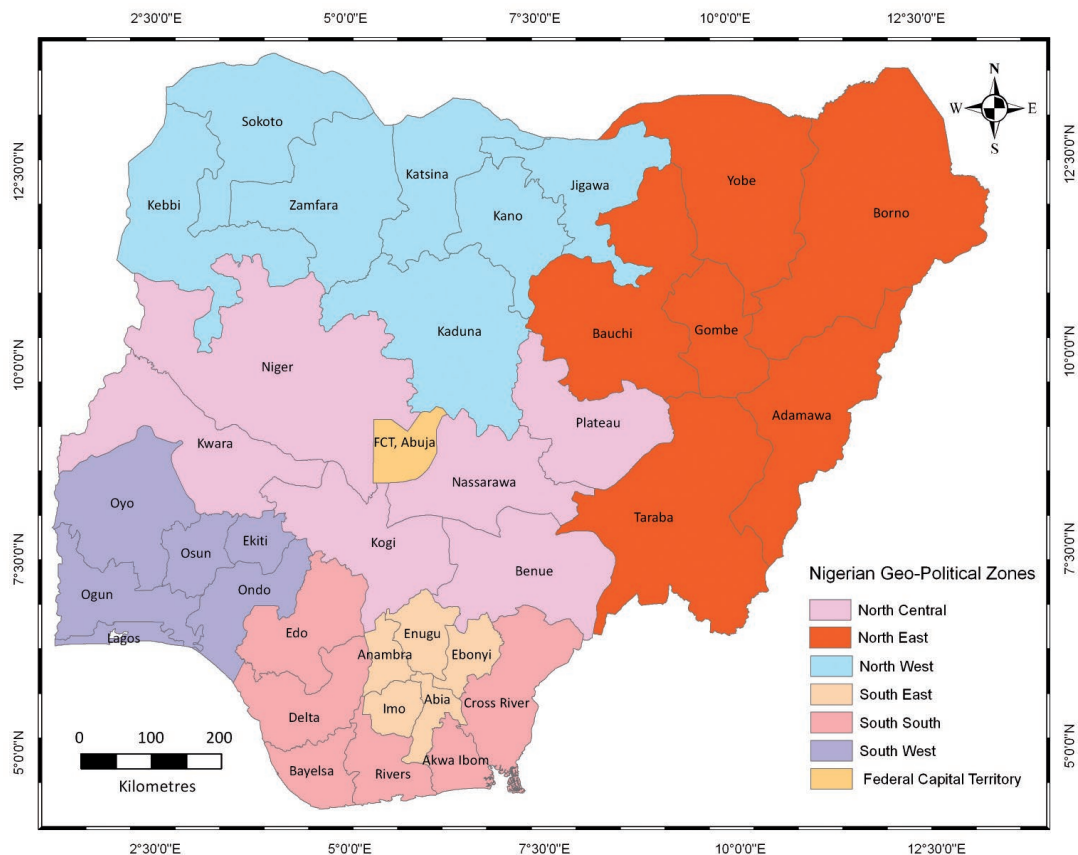 2°30'0"E 5°0'0"E 7°30'0"E 10°0'0"E 12°30'0"E
N
W E
S
12°30'0"N 12°30'0"N
10°0'0"N 10°0'0"N
7°30'0"N 7°30'0"N
5°0'0"N 5°0'0"N
Sokoto
Katsina
Yobe
Jigawa
Kebbi
Zamfara
Kano
Borno
Kaduna
Bauchi
Gombe
Niger
Adamawa
Plateau
Kwara
FCT, Abuja
Nassarawa
Oyo
Taraba
Osun
Ekiti
Kogi
Benue
Ogun
Ondo
Lagos
Edo
Enugu
Anambra
Ebonyi
Abia
Imo
Cross River
Delta
Bayelsa
Rivers
Akwa Ibom
Nigerian Geo-Political Zones
North Central
North East
North West
South East
South South
South West
Federal Capital Territory
0 100 200
Kilometres
2°30'0"E 5°0'0"E 7°30'0"E 10°0'0"E 12°30'0"E